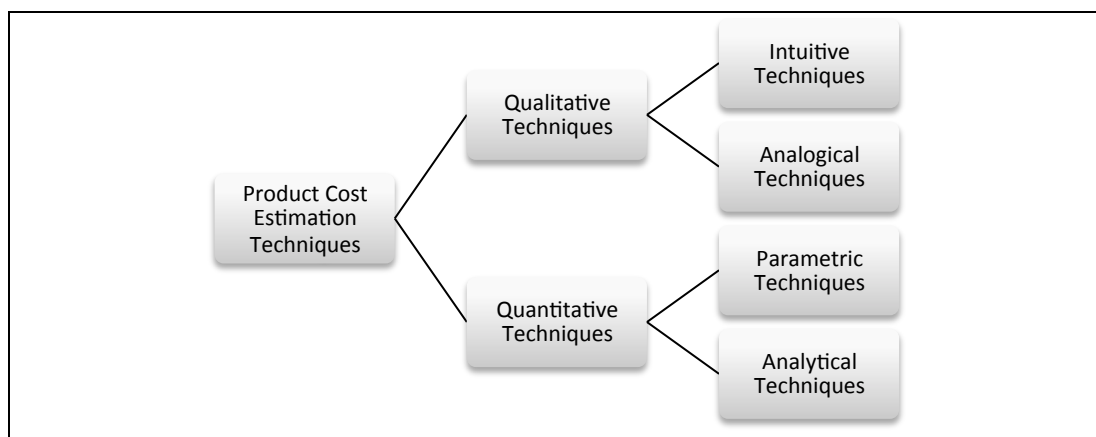 Product Cost
Estimation
Techniques
Qualitative
Techniques
Intuitive
Techniques
Analogical
Techniques
Quantitative
Techniques
Parametric
Techniques
Analytical
Techniques